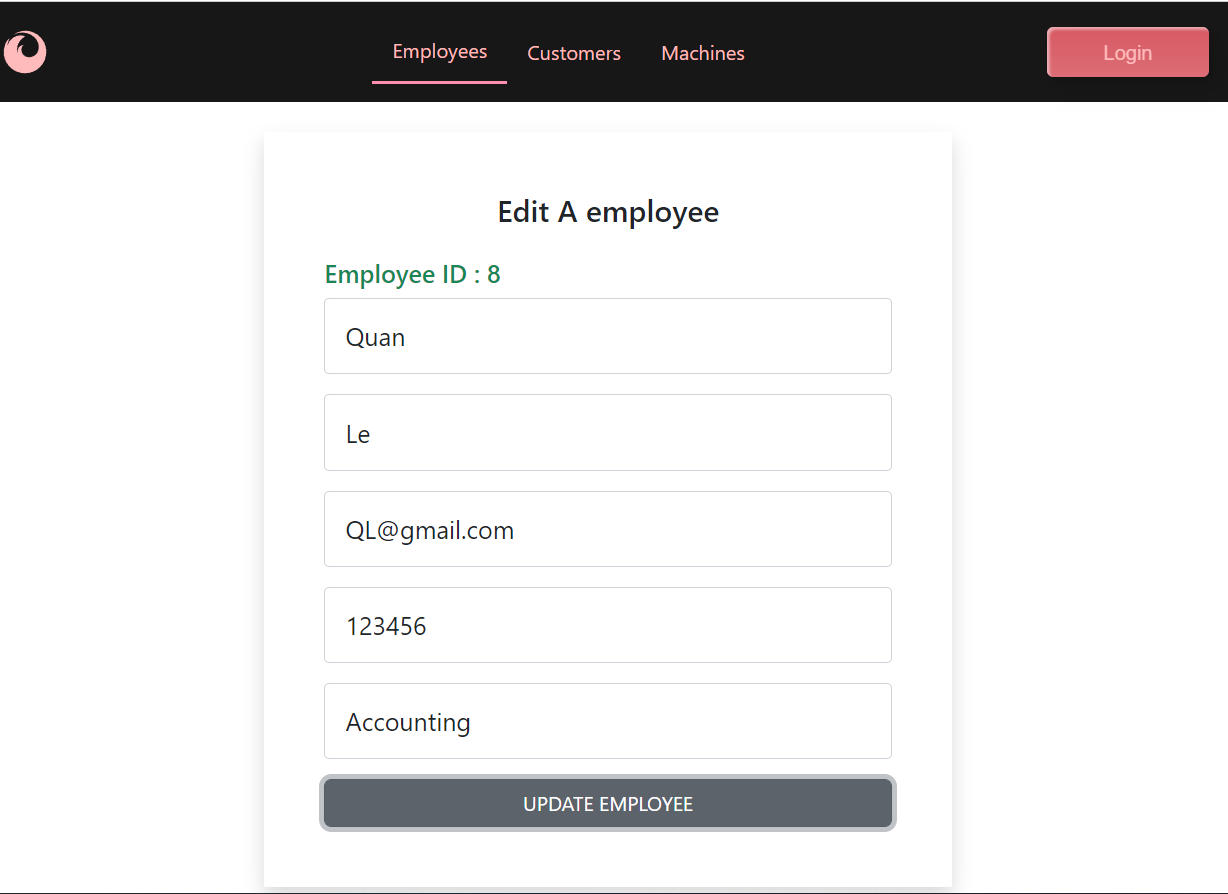 Employees Customers Machines Login
Edit A employee
Employee ID : 8
Quan
Le
QL@gmail.com
123456
Accounting
UPDATE EMPLOYEE